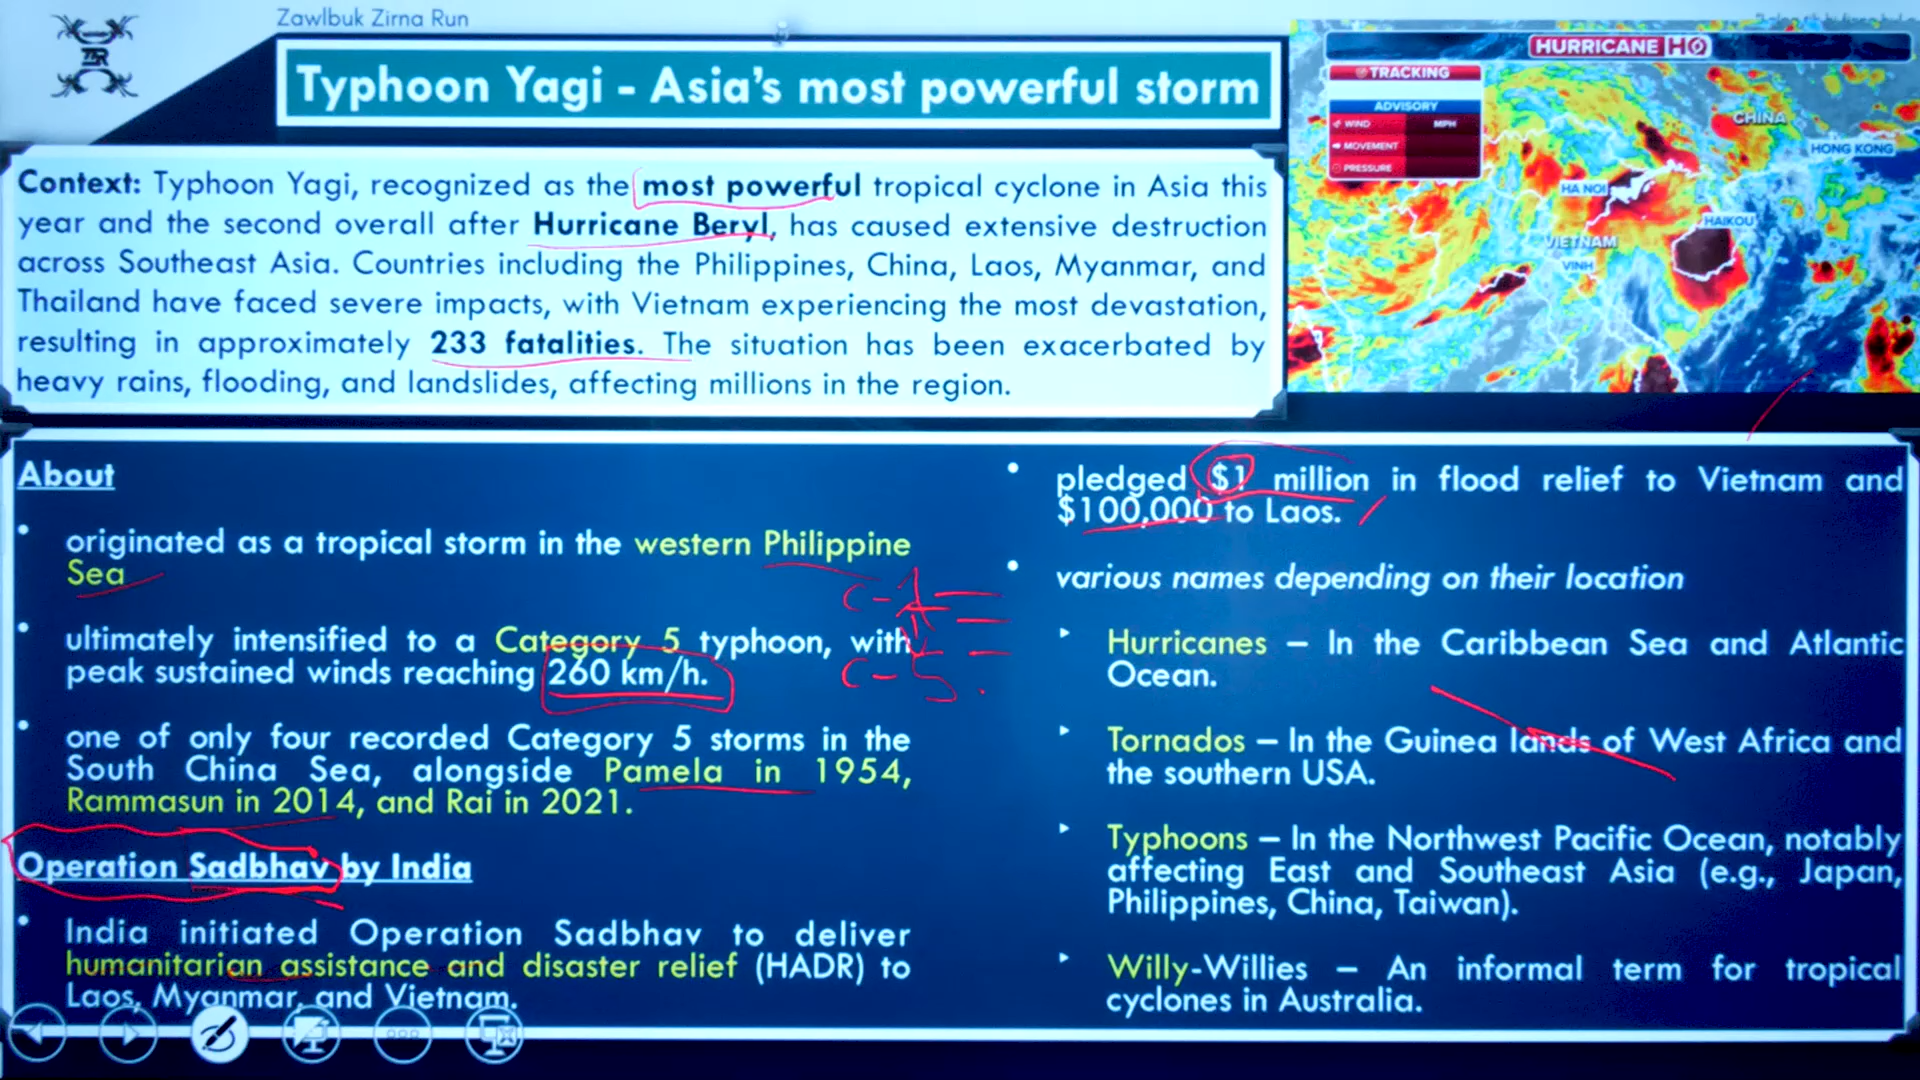 Zawlbuk Zirna Run
ZR
Typhoon Yagi - Asia's most powerful storm
HURRICANE HQ
TRACKING
ADVISORY
WIND MPH
MOVEMENT
PRESSURE
CHINA
HONG KONG
HA NOI
HAIKOU
VIETNAM
VINH
Context: Typhoon Yagi, recognized as the most powerful tropical cyclone in Asia this
year and the second overall after Hurricane Beryl, has caused extensive destruction
across Southeast Asia. Countries including the Philippines, China, Laos, Myanmar, and
Thailand have faced severe impacts, with Vietnam experiencing the most devastation,
resulting in approximately 233 fatalities. The situation has been exacerbated by
heavy rains, flooding, and landslides, affecting millions in the region.
About
• originated as a tropical storm in the western Philippine
Sea
• ultimately intensified to a Category 5 typhoon, with
peak sustained winds reaching 260 km/h.
C-1
C-5.
• one of only four recorded Category 5 storms in the
South China Sea, alongside Pamela in 1954,
Rammasun in 2014, and Rai in 2021.
Operation Sadbhav by India
• India initiated Operation Sadbhav to deliver
humanitarian assistance and disaster relief (HADR) to
Laos, Myanmar, and Vietnam.
• pledged $1 million in flood relief to Vietnam and
$100,000 to Laos.
• various names depending on their location
Hurricanes – In the Caribbean Sea and Atlantic
Ocean.
Tornados – In the Guinea lands of West Africa and
the southern USA.
Typhoons – In the Northwest Pacific Ocean, notably
affecting East and Southeast Asia (e.g., Japan,
Philippines, China, Taiwan).
Willy-Willies – An informal term for tropical
cyclones in Australia.